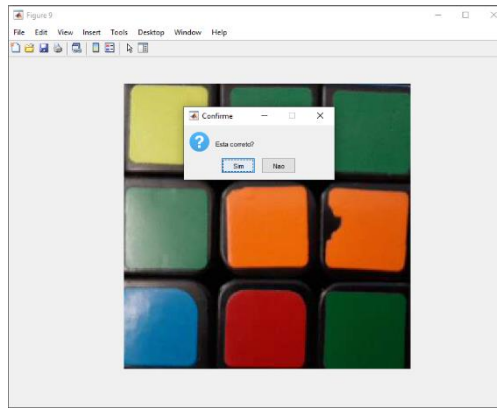 Figure 9
File Edit View Insert Tools Desktop Window Help
Confirme
Esta correto?
Sim Nao